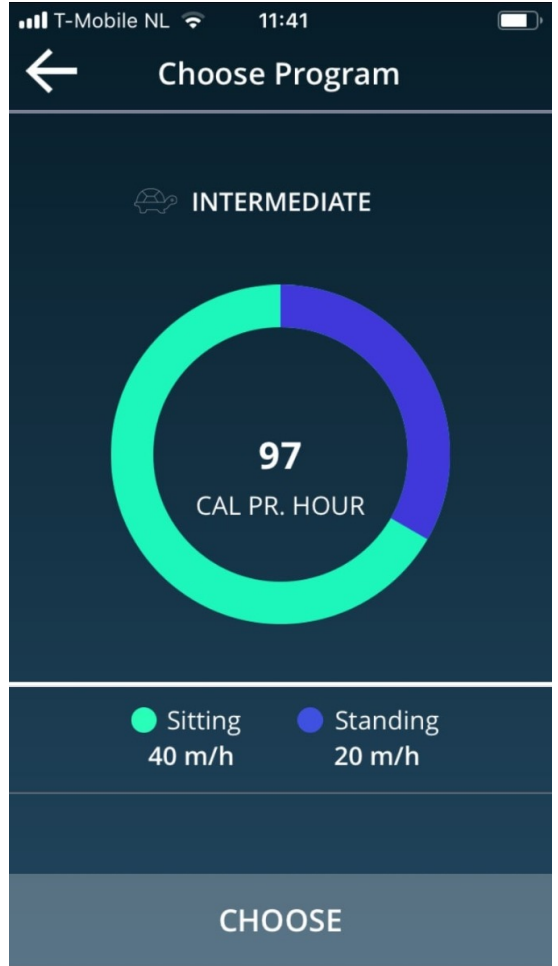 T-Mobile NL 11:41
Choose Program
INTERMEDIATE
97
CAL PR. HOUR
Sitting Standing
40 m/h 20 m/h
CHOOSE